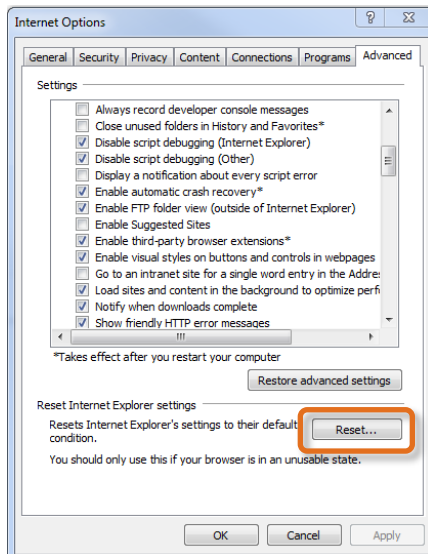 Internet Options
General Security Privacy Content Connections Programs Advanced
Settings
Always record developer console messages
Close unused folders in History and Favorites*
Disable script debugging (Internet Explorer)
Disable script debugging (Other)
Display a notification about every script error
Enable automatic crash recovery*
Enable FTP folder view (outside of Internet Explorer)
Enable Suggested Sites
Enable third-party browser extensions*
Enable visual styles on buttons and controls in webpages
Go to an intranet site for a single word entry in the Addre
Load sites and content in the background to optimize perf
Notify when downloads complete
Show friendly HTTP error messages
*Takes effect after you restart your computer
Restore advanced settings
Reset Internet Explorer settings
Resets Internet Explorer's settings to their default
condition.
Reset...
You should only use this if your browser is in an unusable state.
OK Cancel Apply